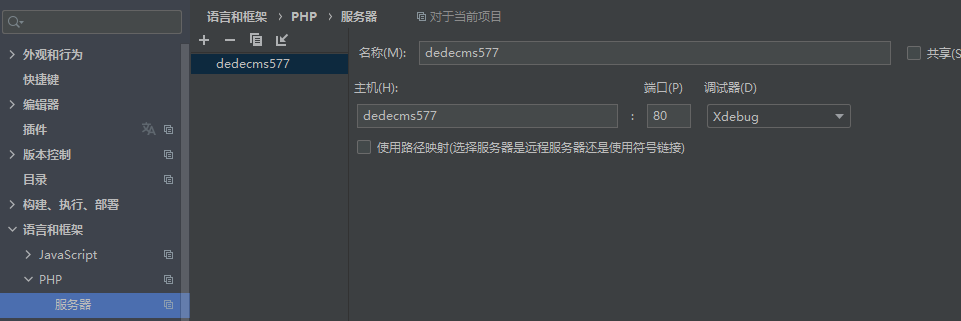 语言和框架 › PHP › 服务器 对于当前项目
外观和行为
快捷键
编辑器
插件
版本控制
目录
构建、执行、部署
语言和框架
JavaScript
PHP
服务器
dedecms577
名称(M): dedecms577 共享(S
主机(H): 端口(P) 调试器(D)
dedecms577 : 80 Xdebug
使用路径映射(选择服务器是远程服务器还是使用符号链接)